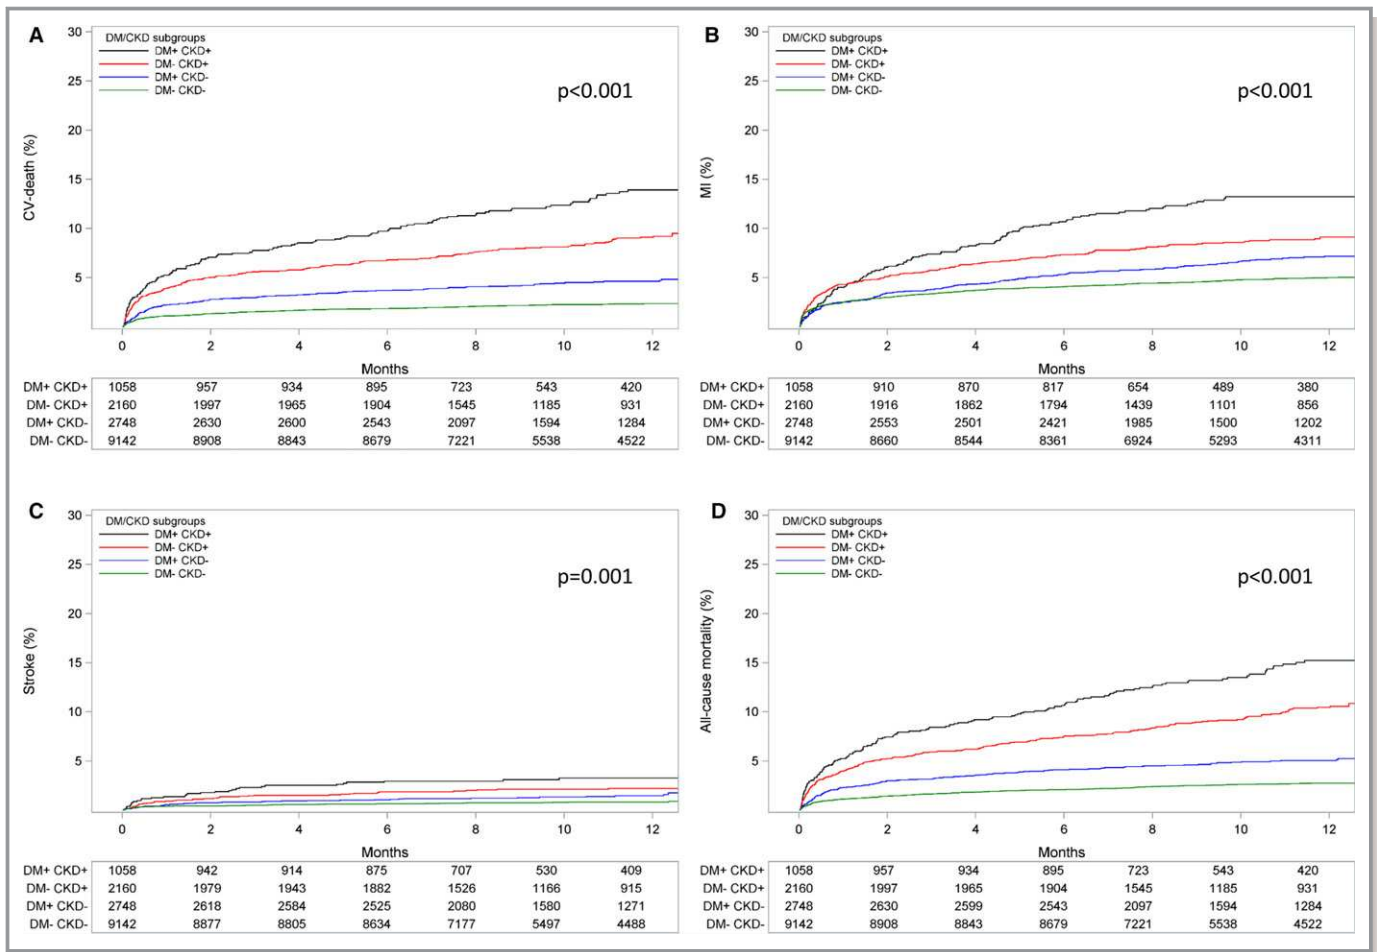 A
DM/CKD subgroups
DM+ CKD+
DM- CKD+
DM+ CKD-
DM- CKD-
p<0.001
CV-death (%)
30
25
20
15
10
5
0 2 4 6 8 10 12
Months
DM+ CKD+ 1058 957 934 895 723 543 420
DM- CKD+ 2160 1997 1965 1904 1545 1185 931
DM+ CKD- 2748 2630 2600 2543 2097 1594 1284
DM- CKD- 9142 8908 8843 8679 7221 5538 4522
B
DM/CKD subgroups
DM+ CKD+
DM- CKD+
DM+ CKD-
DM- CKD-
p<0.001
MI (%)
30
25
20
15
10
5
0 2 4 6 8 10 12
Months
DM+ CKD+ 1058 910 870 817 654 489 380
DM- CKD+ 2160 1916 1862 1794 1439 1101 856
DM+ CKD- 2748 2553 2501 2421 1985 1500 1202
DM- CKD- 9142 8660 8544 8361 6924 5293 4311
C
DM/CKD subgroups
DM+ CKD+
DM- CKD+
DM+ CKD-
DM- CKD-
p=0.001
Stroke (%)
30
25
20
15
10
5
0 2 4 6 8 10 12
Months
DM+ CKD+ 1058 942 914 875 707 530 409
DM- CKD+ 2160 1979 1943 1882 1526 1166 915
DM+ CKD- 2748 2618 2584 2525 2080 1580 1271
DM- CKD- 9142 8877 8805 8634 7177 5497 4488
D
DM/CKD subgroups
DM+ CKD+
DM- CKD+
DM+ CKD-
DM- CKD-
p<0.001
All-cause mortality (%)
30
25
20
15
10
5
0 2 4 6 8 10 12
Months
DM+ CKD+ 1058 957 934 895 723 543 420
DM- CKD+ 2160 1997 1965 1904 1545 1185 931
DM+ CKD- 2748 2630 2599 2543 2097 1594 1284
DM- CKD- 9142 8908 8843 8679 7221 5538 4522